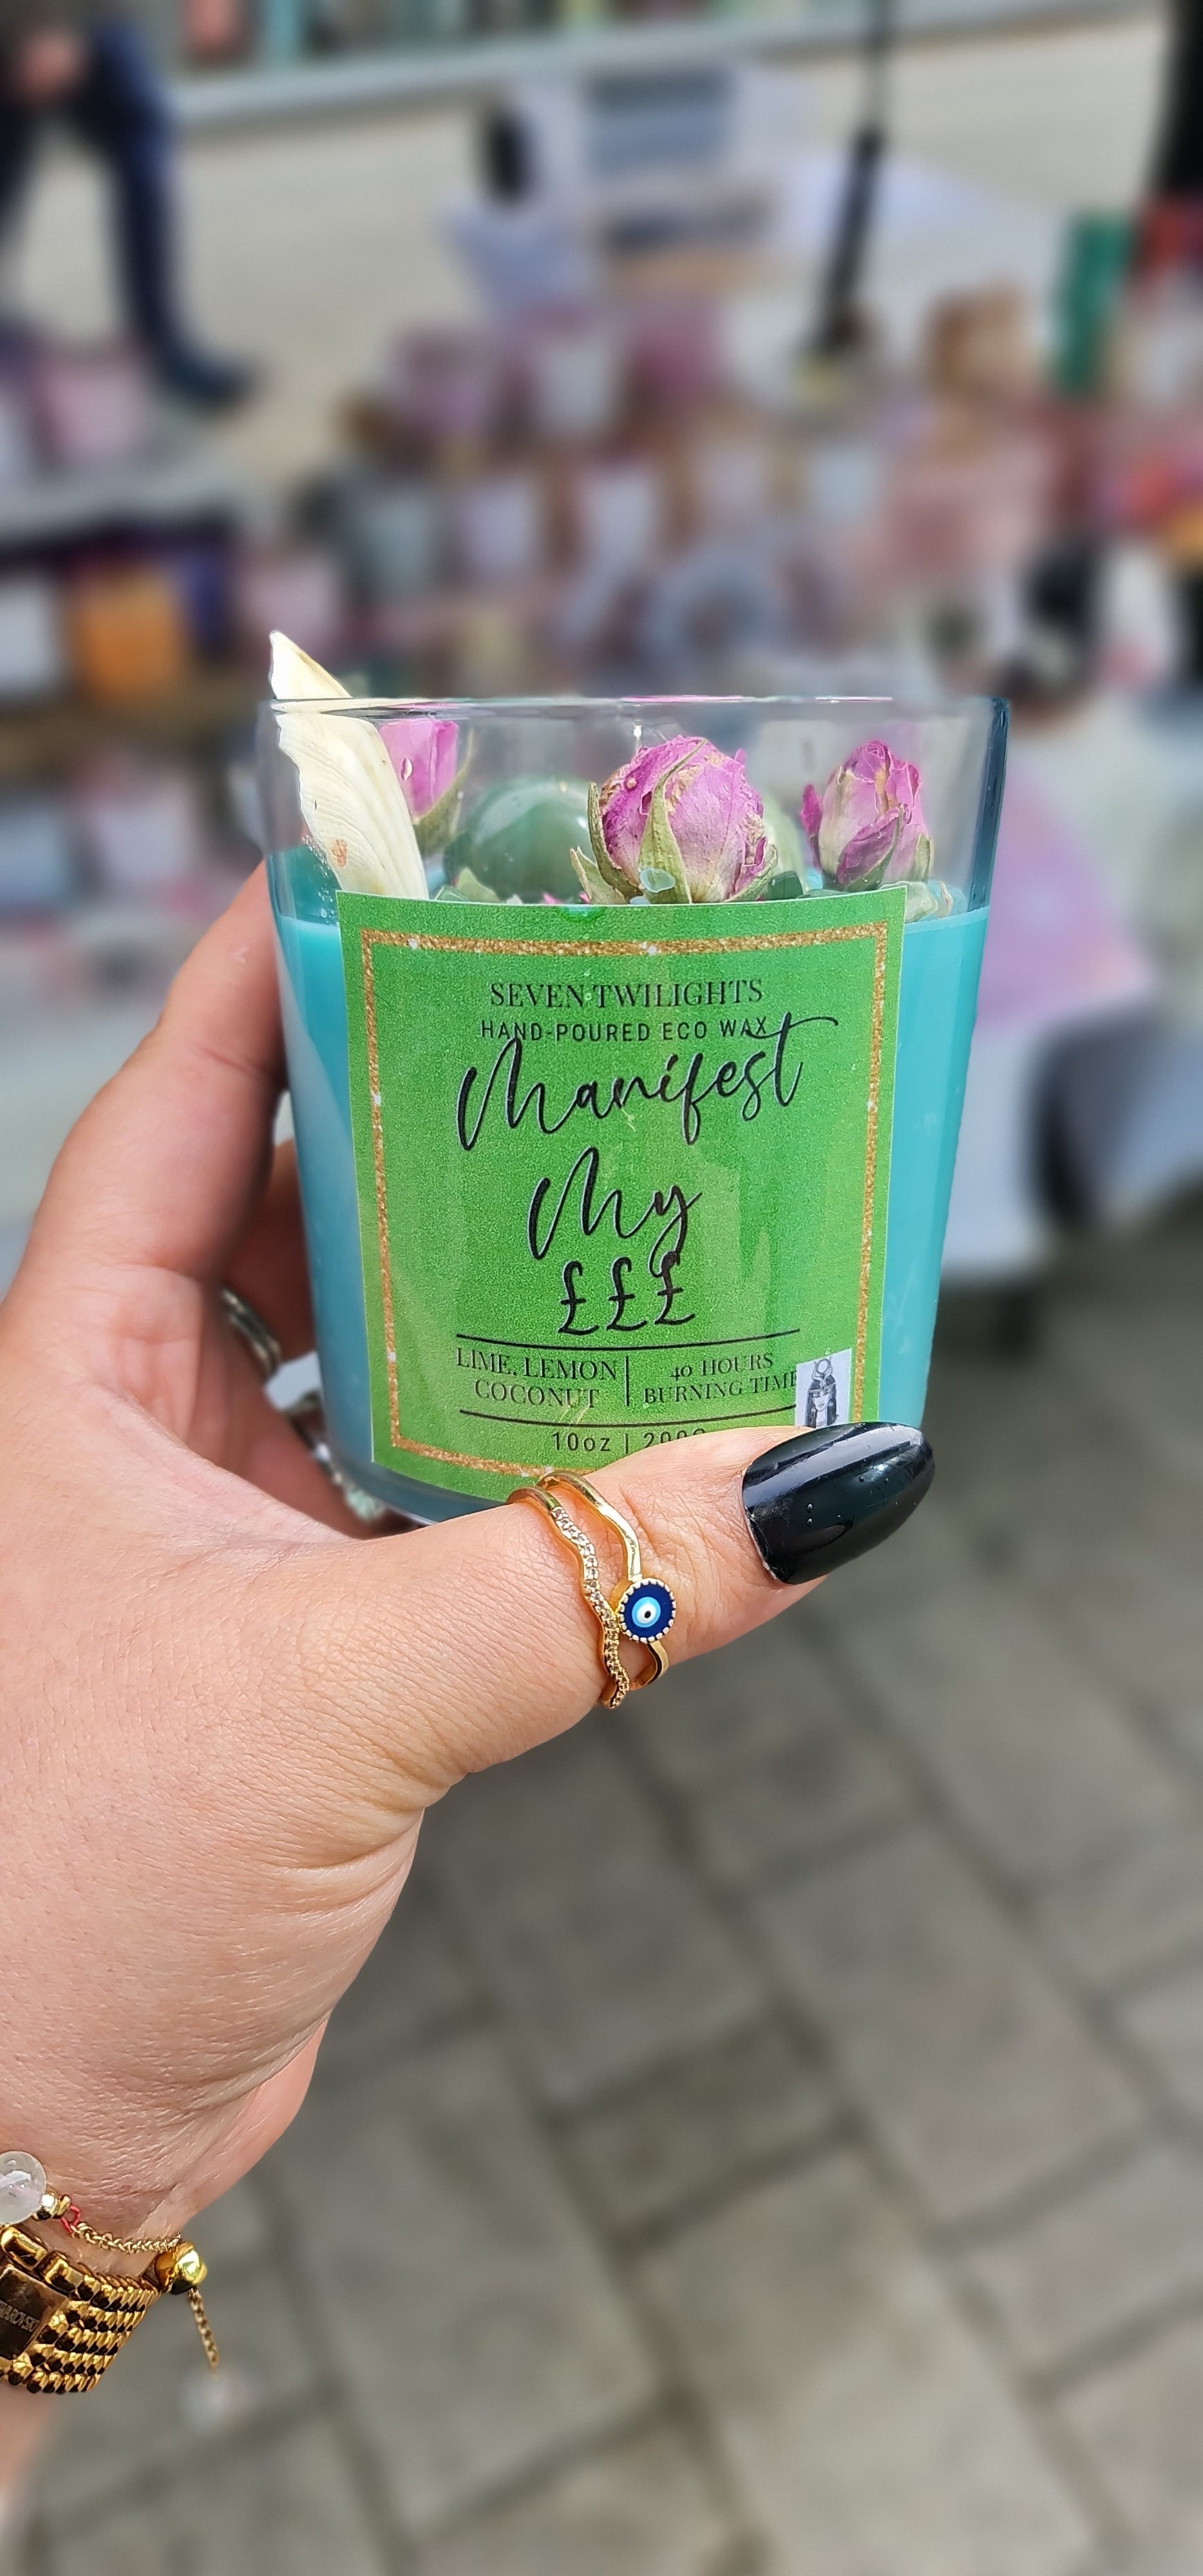 SEVEN TWILIGHTS
HAND-POURED ECO WAX
Manifest
My
£££
LIME, LEMON
COCONUT
40 HOURS
BURNING TIME
10oz |